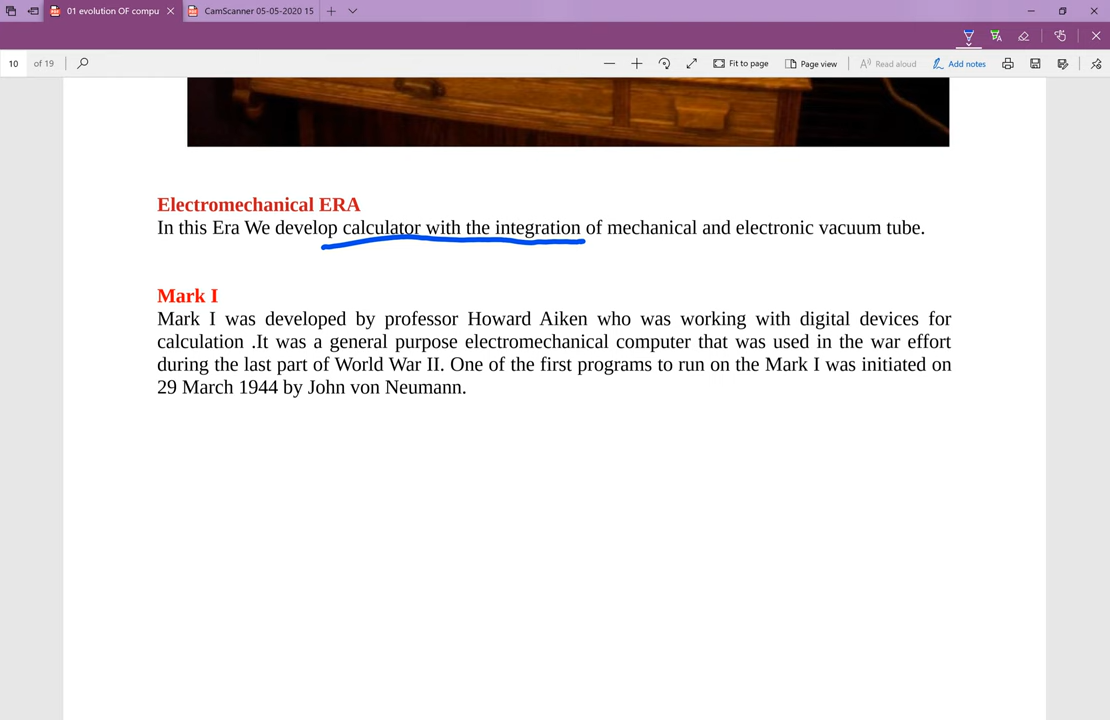 01 evolution OF compu
CamScanner 05-05-2020 15
10 of 19
Fit to page
Page view
Read aloud
Add notes
Electromechanical ERA
In this Era We develop calculator with the integration of mechanical and electronic vacuum tube.
Mark I
Mark I was developed by professor Howard Aiken who was working with digital devices for
calculation .It was a general purpose electromechanical computer that was used in the war effort
during the last part of World War II. One of the first programs to run on the Mark I was initiated on
29 March 1944 by John von Neumann.